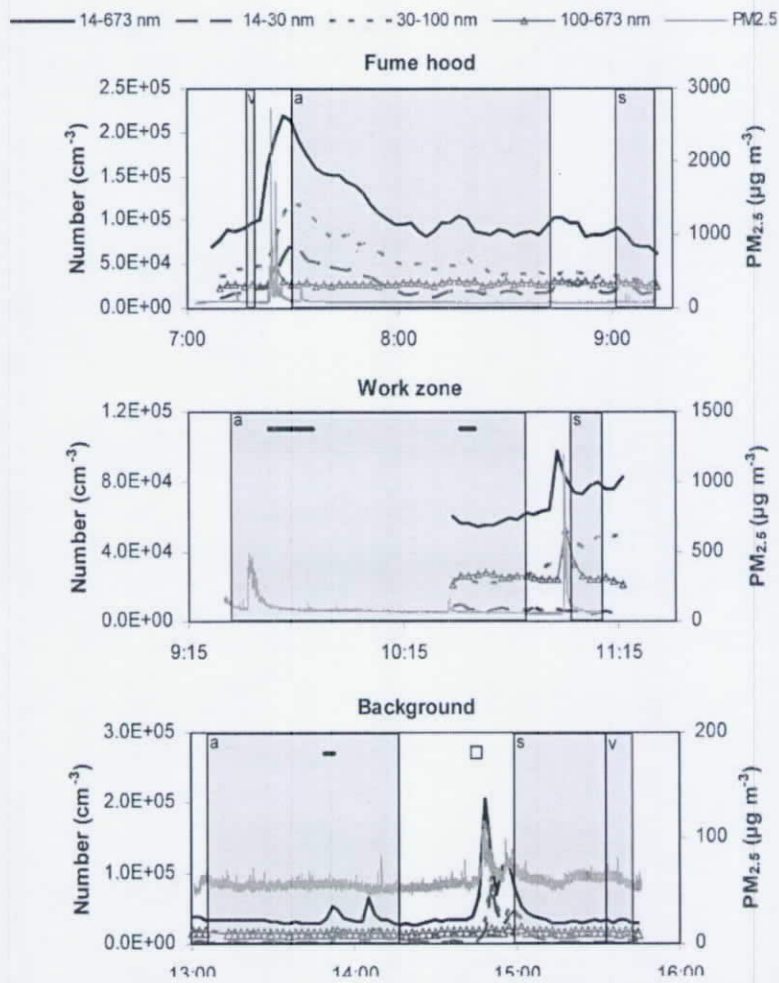 14-673 nm 14-30 nm 30-100 nm 100-673 nm PM2.5
Fume hood
2.5E+05 3000
v a s
2.0E+05
2000
1.5E+05
1.0E+05 1000
5.0E+04
0.0E+00 0
Number (cm⁻³)
PM₂.₅ (µg m⁻³)
7:00 8:00 9:00
Work zone
1.2E+05 1500
a s
8.0E+04 1000
4.0E+04 500
0.0E+00 0
Number (cm⁻³)
PM₂.₅ (µg m⁻³)
9:15 10:15 11:15
Background
3.0E+05 200
a s v
2.0E+05
100
1.0E+05
0.0E+00 0
Number (cm⁻³)
PM₂.₅ (µg m⁻³)
13:00 14:00 15:00 16:00